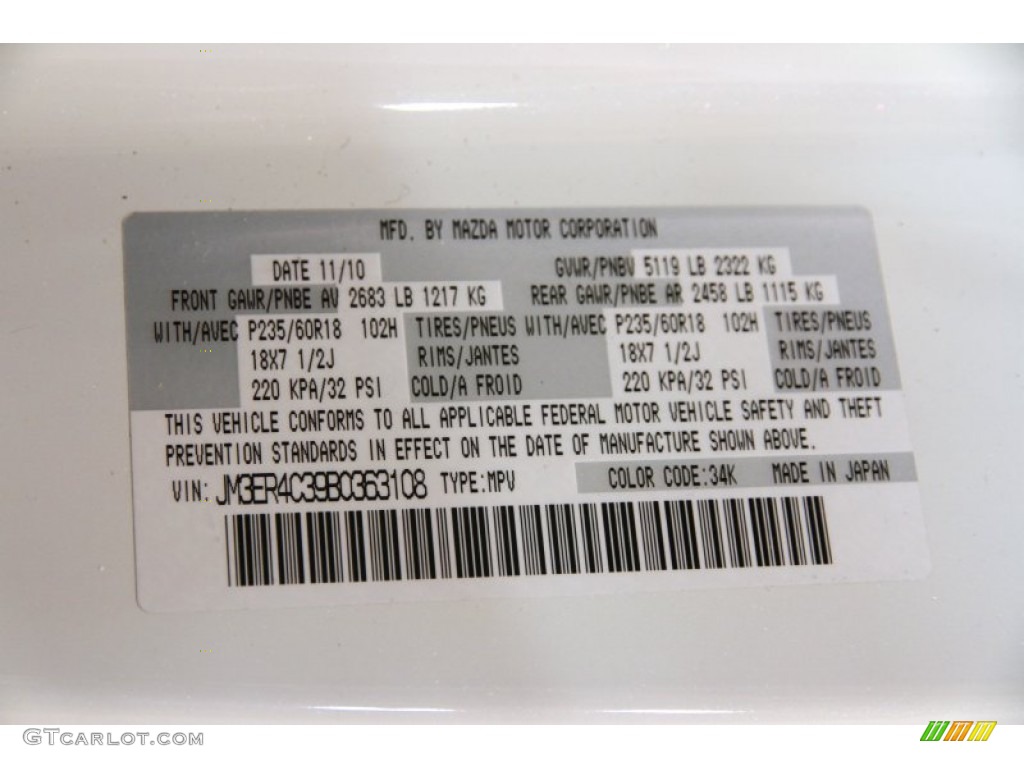 MFD. BY MAZDA MOTOR CORPORATION
DATE 11/10 GVWR/PNBV 5119 LB 2322 KG
FRONT GAWR/PNBE AV 2683 LB 1217 KG REAR GAWR/PNBE AR 2458 LB 1115 KG
WITH/AVEC P235/60R18 102H TIRES/PNEUS WITH/AVEC P235/60R18 102H TIRES/PNEUS
18X7 1/2J RIMS/JANTES 18X7 1/2J RIMS/JANTES
220 KPA/32 PSI COLD/A FROID 220 KPA/32 PSI COLD/A FROID
THIS VEHICLE CONFORMS TO ALL APPLICABLE FEDERAL MOTOR VEHICLE SAFETY AND THEFT
PREVENTION STANDARDS IN EFFECT ON THE DATE OF MANUFACTURE SHOWN ABOVE.
VIN: JM3ER4C39B0363108 TYPE:MPV COLOR CODE:34K MADE IN JAPAN
GTCARLOT.COM